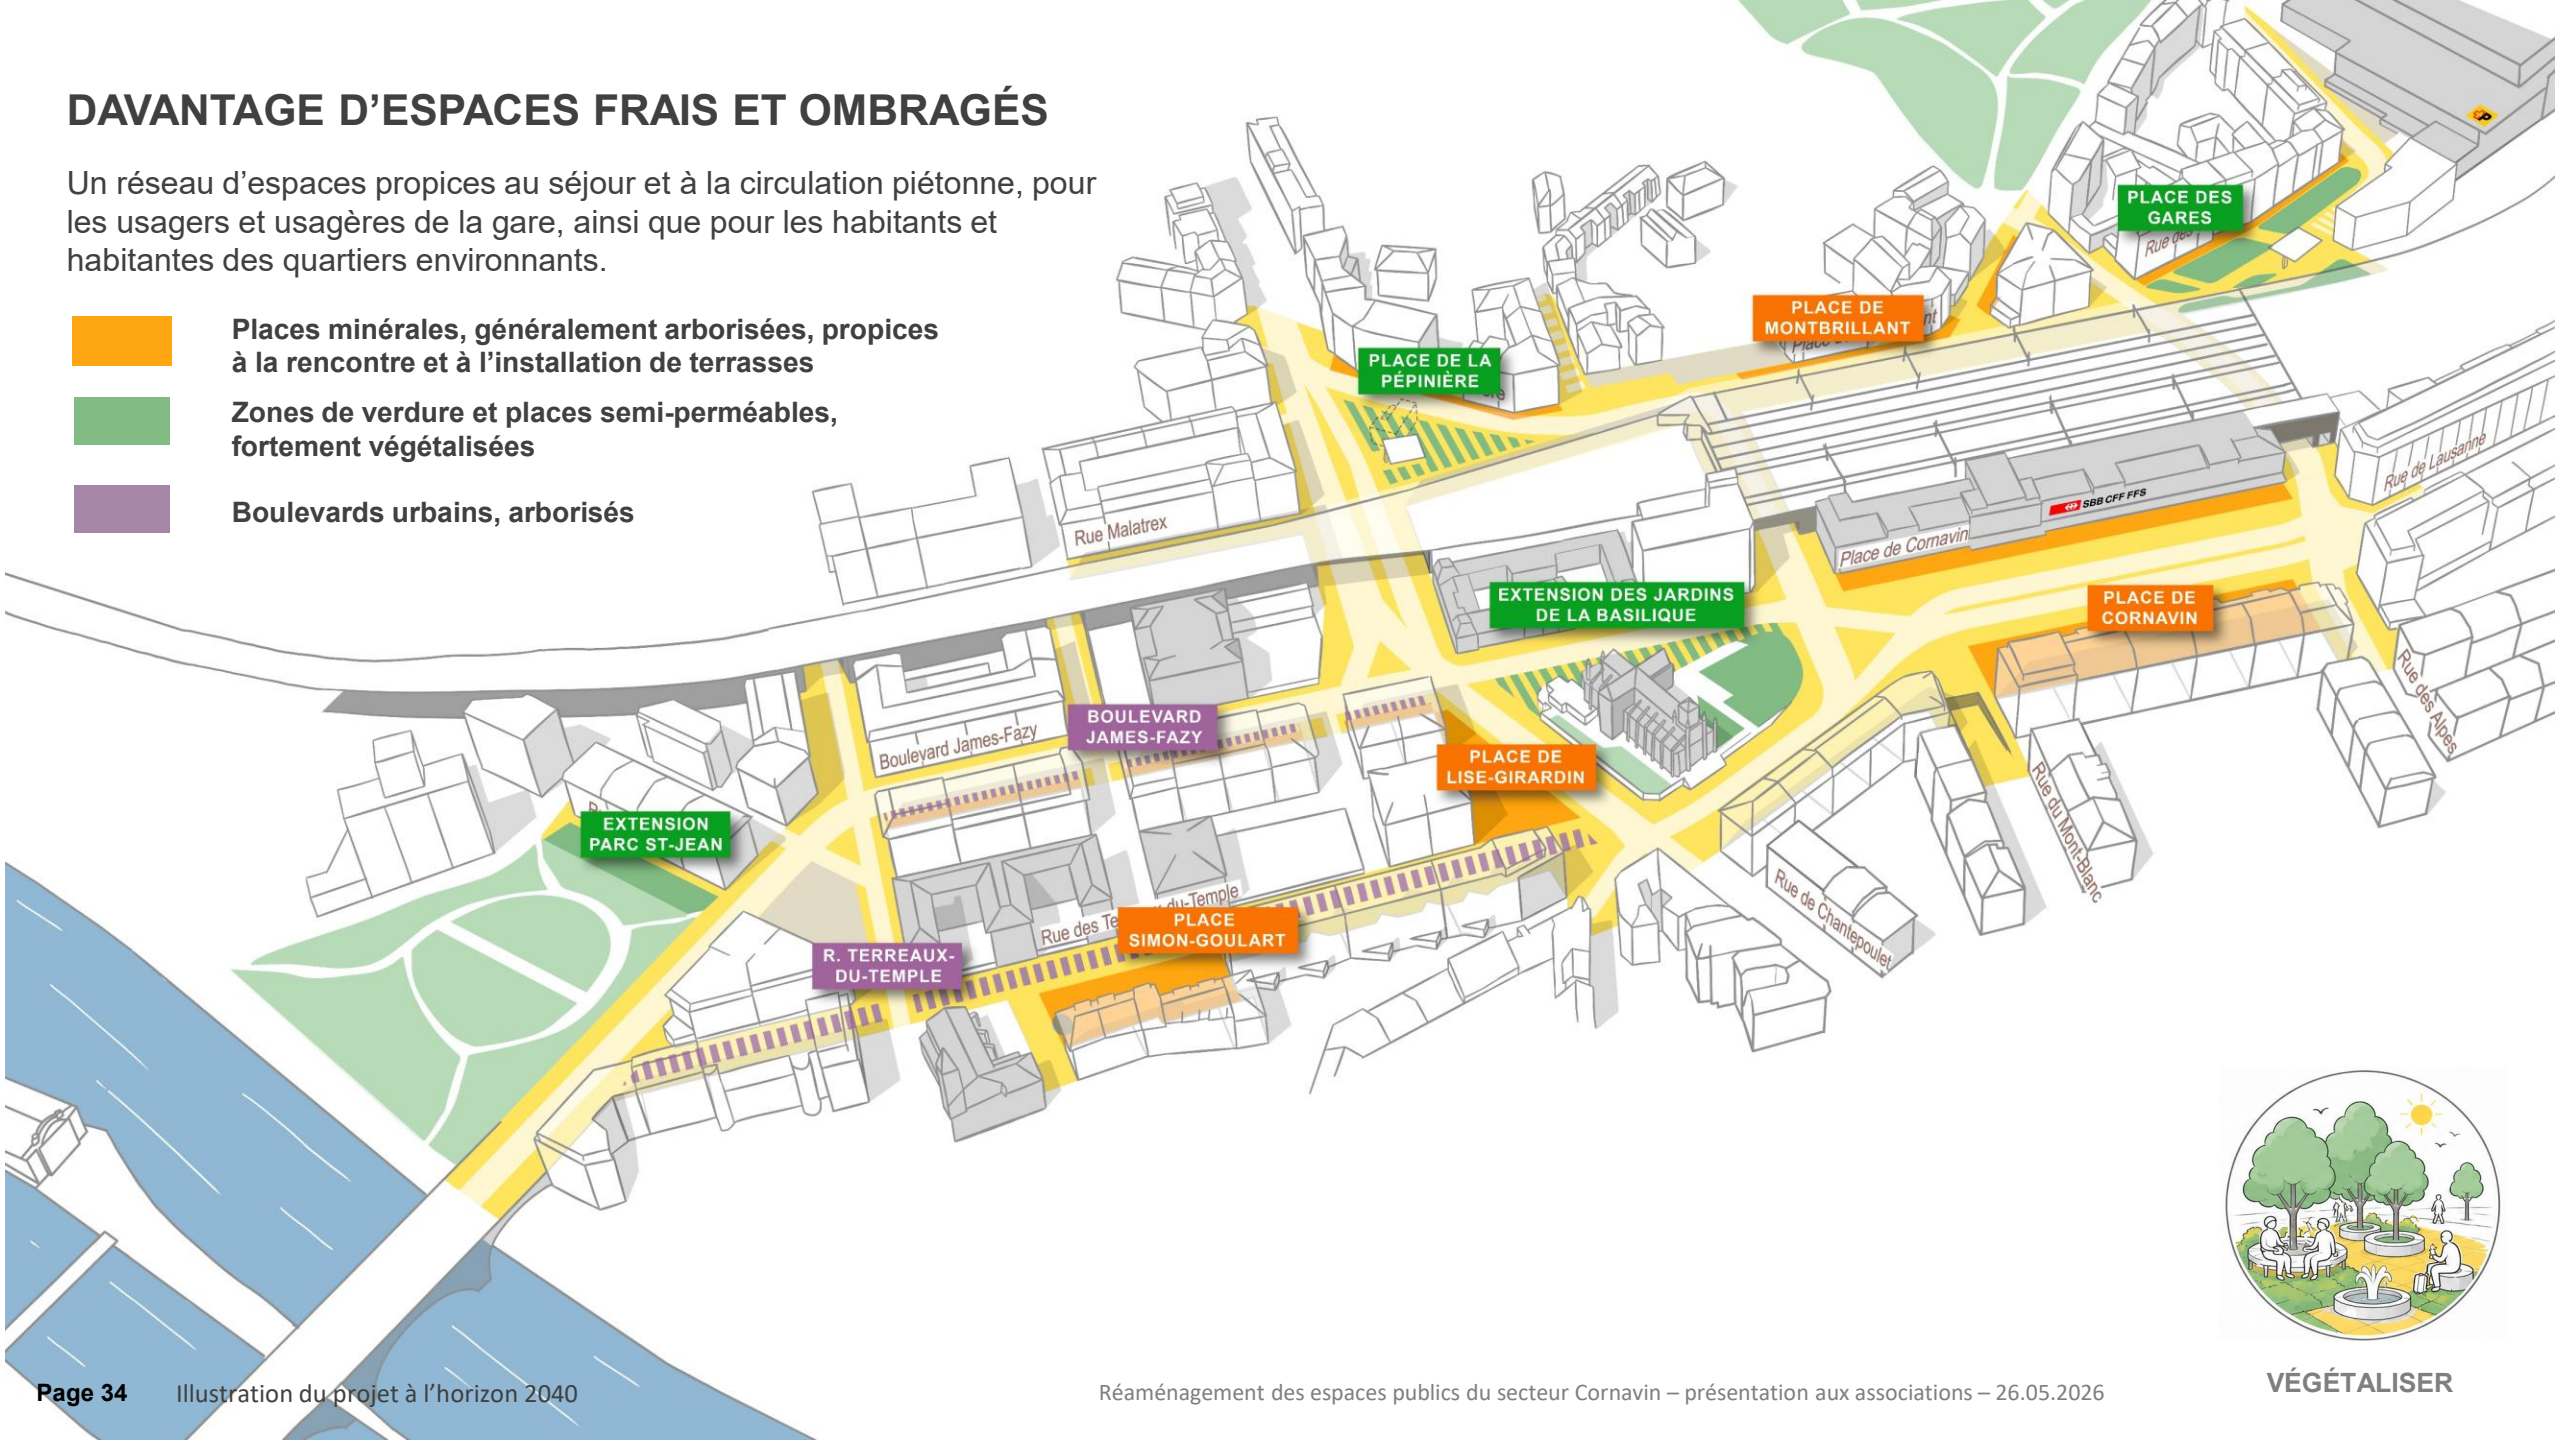 DAVANTAGE D'ESPACES FRAIS ET OMBRAGÉS
Un réseau d'espaces propices au séjour et à la circulation piétonne, pour
les usagers et usagères de la gare, ainsi que pour les habitants et
habitantes des quartiers environnants.
Places minérales, généralement arborisées, propices
à la rencontre et à l'installation de terrasses
Zones de verdure et places semi-perméables,
fortement végétalisées
Boulevards urbains, arborisés
P
PLACE DES
GARES
Rue des
PLACE DE
MONTBRILLANT
PLACE DE LA
PÉPINIÈRE
Rue de Lausanne
SBB CFF FFS
Rue Malatrex
Place de Cornavin
EXTENSION DES JARDINS
DE LA BASILIQUE
PLACE DE
CORNAVIN
Rue des Alpes
BOULEVARD
JAMES-FAZY
Boulevard James-Fazy
PLACE DE
LISE-GIRARDIN
Rue du Mont-Blanc
EXTENSION
PARC ST-JEAN
Rue de Chantepoulet
Rue des Te du-Temple
PLACE
SIMON-GOULART
R. TERREAUX-
DU-TEMPLE
VÉGÉTALISER
Page 34
Illustration du projet à l'horizon 2040
Réaménagement des espaces publics du secteur Cornavin – présentation aux associations – 26.05.2026